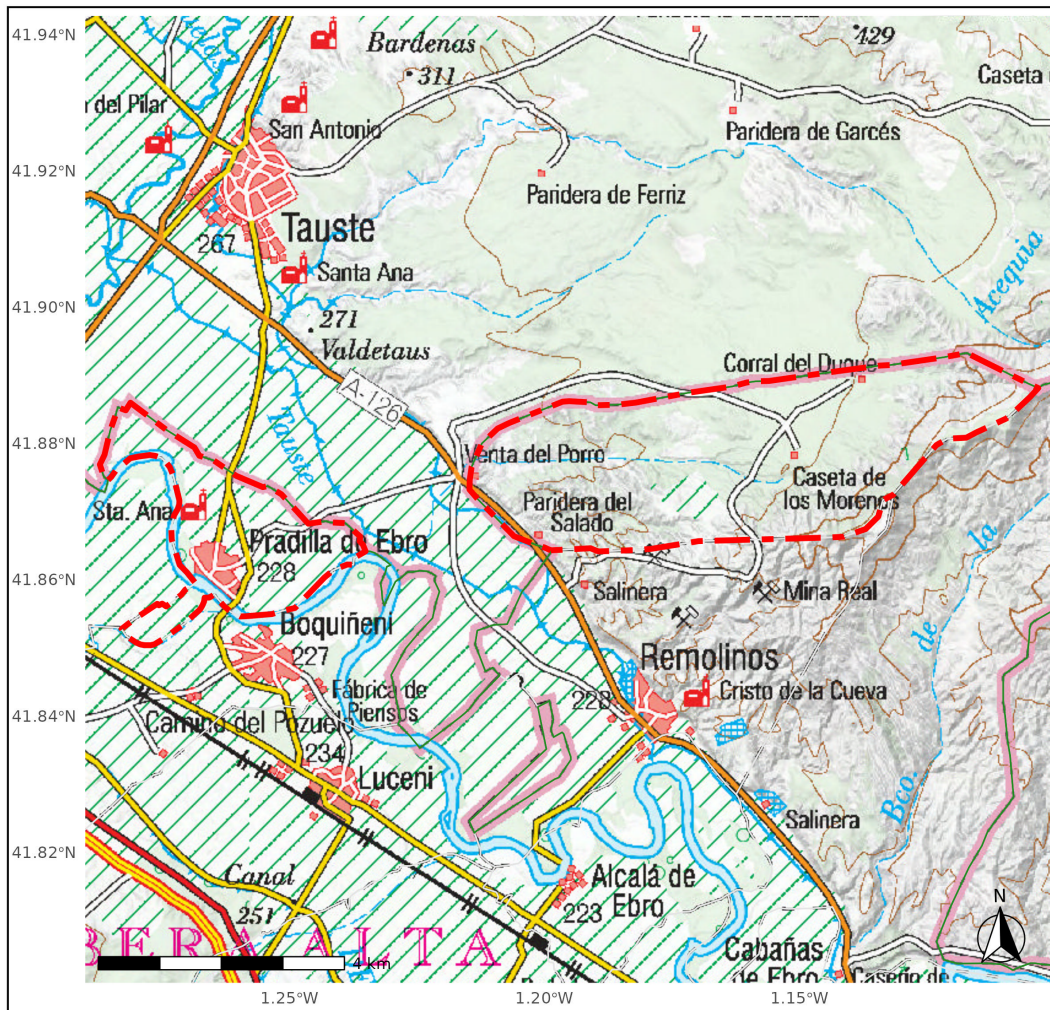 41.94°N
Bardenas
429
311
Caseta
del Pilar
San Antonio
Paridera de Garcés
41.92°N
Paridera de Ferriz
Tauste
267
Santa Ana
Acequia
41.90°N
271
Valdetaus
Corral del Duque
A-126
Tauste
41.88°N
Venta del Porro
Caseta de
los Morenos
Sta. Ana
Paridera del
Salado
la
Pradilla de Ebro
228
41.86°N
Salinera
Mina Real
de
Boquiñeni
227
Remolinos
Fábrica de
Piensos
Cristo de la Cueva
228
41.84°N
Camino del Pozuelo
234
Luceni
Bco.
Salinera
41.82°N
Canal
Alcalá de
Ebro
251
223
N
BERA ALTA
Cabañas
de Ebro
Caserío de
4 km
1.25°W
1.20°W
1.15°W